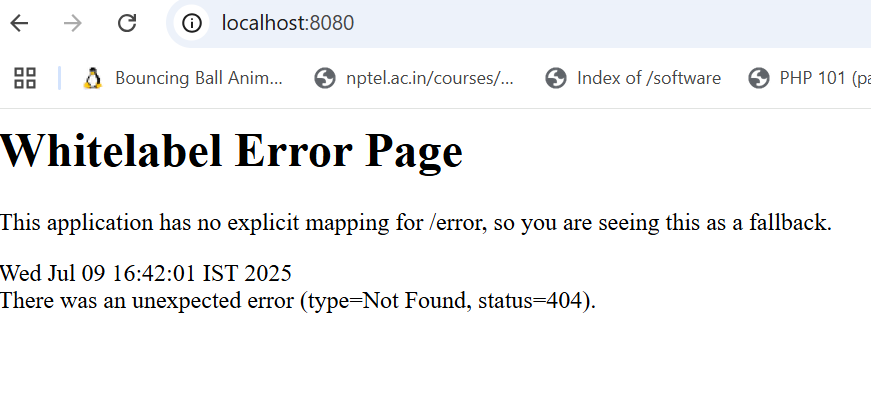 localhost:8080
Bouncing Ball Anim... nptel.ac.in/courses/... Index of /software PHP 101 (pa
Whitelabel Error Page
This application has no explicit mapping for /error, so you are seeing this as a fallback.
Wed Jul 09 16:42:01 IST 2025
There was an unexpected error (type=Not Found, status=404).